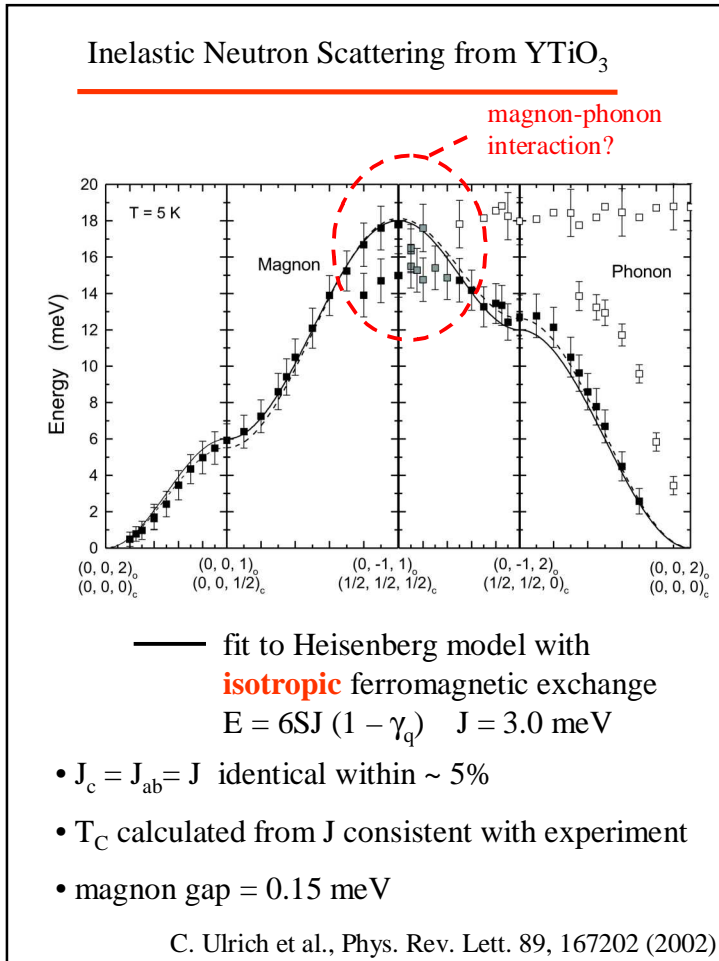 Inelastic Neutron Scattering from YTiO₃
magnon-phonon
interaction?
20
18
16
14
12
10
8
6
4
2
0
Energy (meV)
T = 5 K
Magnon
Phonon
(0, 0, 2)ₒ
(0, 0, 0)c
(0, 0, 1)ₒ
(0, 0, 1/2)c
(0, -1, 1)ₒ
(1/2, 1/2, 1/2)c
(0, -1, 2)ₒ
(1/2, 1/2, 0)c
(0, 0, 2)ₒ
(0, 0, 0)c
fit to Heisenberg model with
isotropic ferromagnetic exchange
E = 6SJ (1 – γq) J = 3.0 meV
• Jc = Jab= J identical within ~ 5%
• TC calculated from J consistent with experiment
• magnon gap = 0.15 meV
C. Ulrich et al., Phys. Rev. Lett. 89, 167202 (2002)